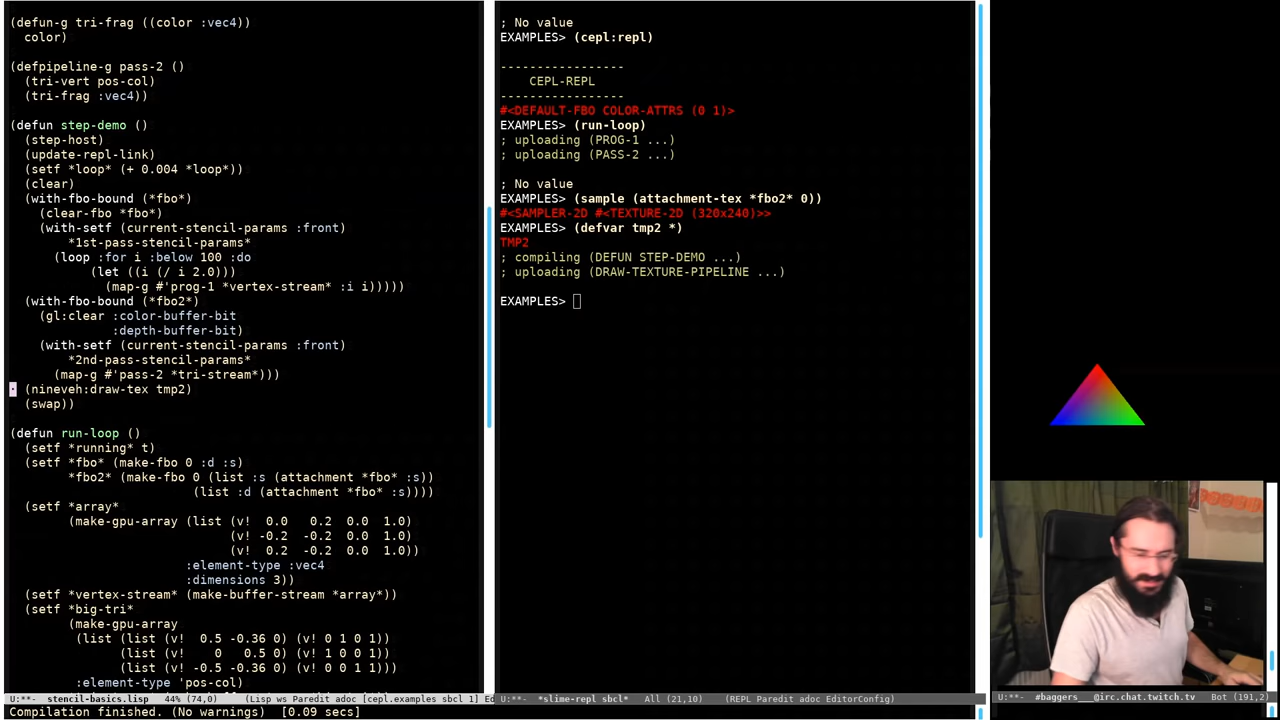 (defun-g tri-frag ((color :vec4))
  color)
(defpipeline-g pass-2 ()
  (tri-vert pos-col)
  (tri-frag :vec4))
(defun step-demo ()
  (step-host)
  (update-repl-link)
  (setf *loop* (+ 0.004 *loop*))
  (clear)
  (with-fbo-bound (*fbo*)
    (clear-fbo *fbo*)
    (with-setf (current-stencil-params :front)
        *1st-pass-stencil-params*
      (loop :for i :below 100 :do
           (let ((i (/ i 2.0)))
             (map-g #'prog-1 *vertex-stream* :i i)))))
  (with-fbo-bound (*fbo2*)
    (gl:clear :color-buffer-bit
              :depth-buffer-bit)
    (with-setf (current-stencil-params :front)
        *2nd-pass-stencil-params*
      (map-g #'pass-2 *tri-stream*)))
  (nineveh:draw-tex tmp2)
  (swap))
(defun run-loop ()
  (setf *running* t)
  (setf *fbo* (make-fbo 0 :d :s)
        *fbo2* (make-fbo 0 (list :s (attachment *fbo* :s))
                         (list :d (attachment *fbo* :s))))
  (setf *array*
        (make-gpu-array (list (v!  0.0   0.2  0.0  1.0)
                              (v! -0.2  -0.2  0.0  1.0)
                              (v!  0.2  -0.2  0.0  1.0))
                        :element-type :vec4
                        :dimensions 3))
  (setf *vertex-stream* (make-buffer-stream *array*))
  (setf *big-tri*
        (make-gpu-array
         (list (list (v!  0.5 -0.36 0) (v! 0 1 0 1))
               (list (v!    0   0.5 0) (v! 1 0 0 1))
               (list (v! -0.5 -0.36 0) (v! 0 0 1 1)))
         :element-type 'pos-col)
U:**-  stencil-basics.lisp   44% (74,0)     (Lisp ws Paredit adoc [cepl.examples sbcl 1] Ed
Compilation finished. (No warnings)  [0.09 secs]
; No value
EXAMPLES> (cepl:repl)
-----------------
    CEPL-REPL
-----------------
#<DEFAULT-FBO COLOR-ATTRS (0 1)>
EXAMPLES> (run-loop)
; uploading (PROG-1 ...)
; uploading (PASS-2 ...)
; No value
EXAMPLES> (sample (attachment-tex *fbo2* 0))
#<SAMPLER-2D #<TEXTURE-2D (320x240)>>
EXAMPLES> (defvar tmp2 *)
TMP2
; compiling (DEFUN STEP-DEMO ...)
; uploading (DRAW-TEXTURE-PIPELINE ...)
EXAMPLES>
U:**-  *slime-repl sbcl*   All (21,10)     (REPL Paredit adoc EditorConfig)
U:**-  #baggers___@irc.chat.twitch.tv   Bot (191,2)